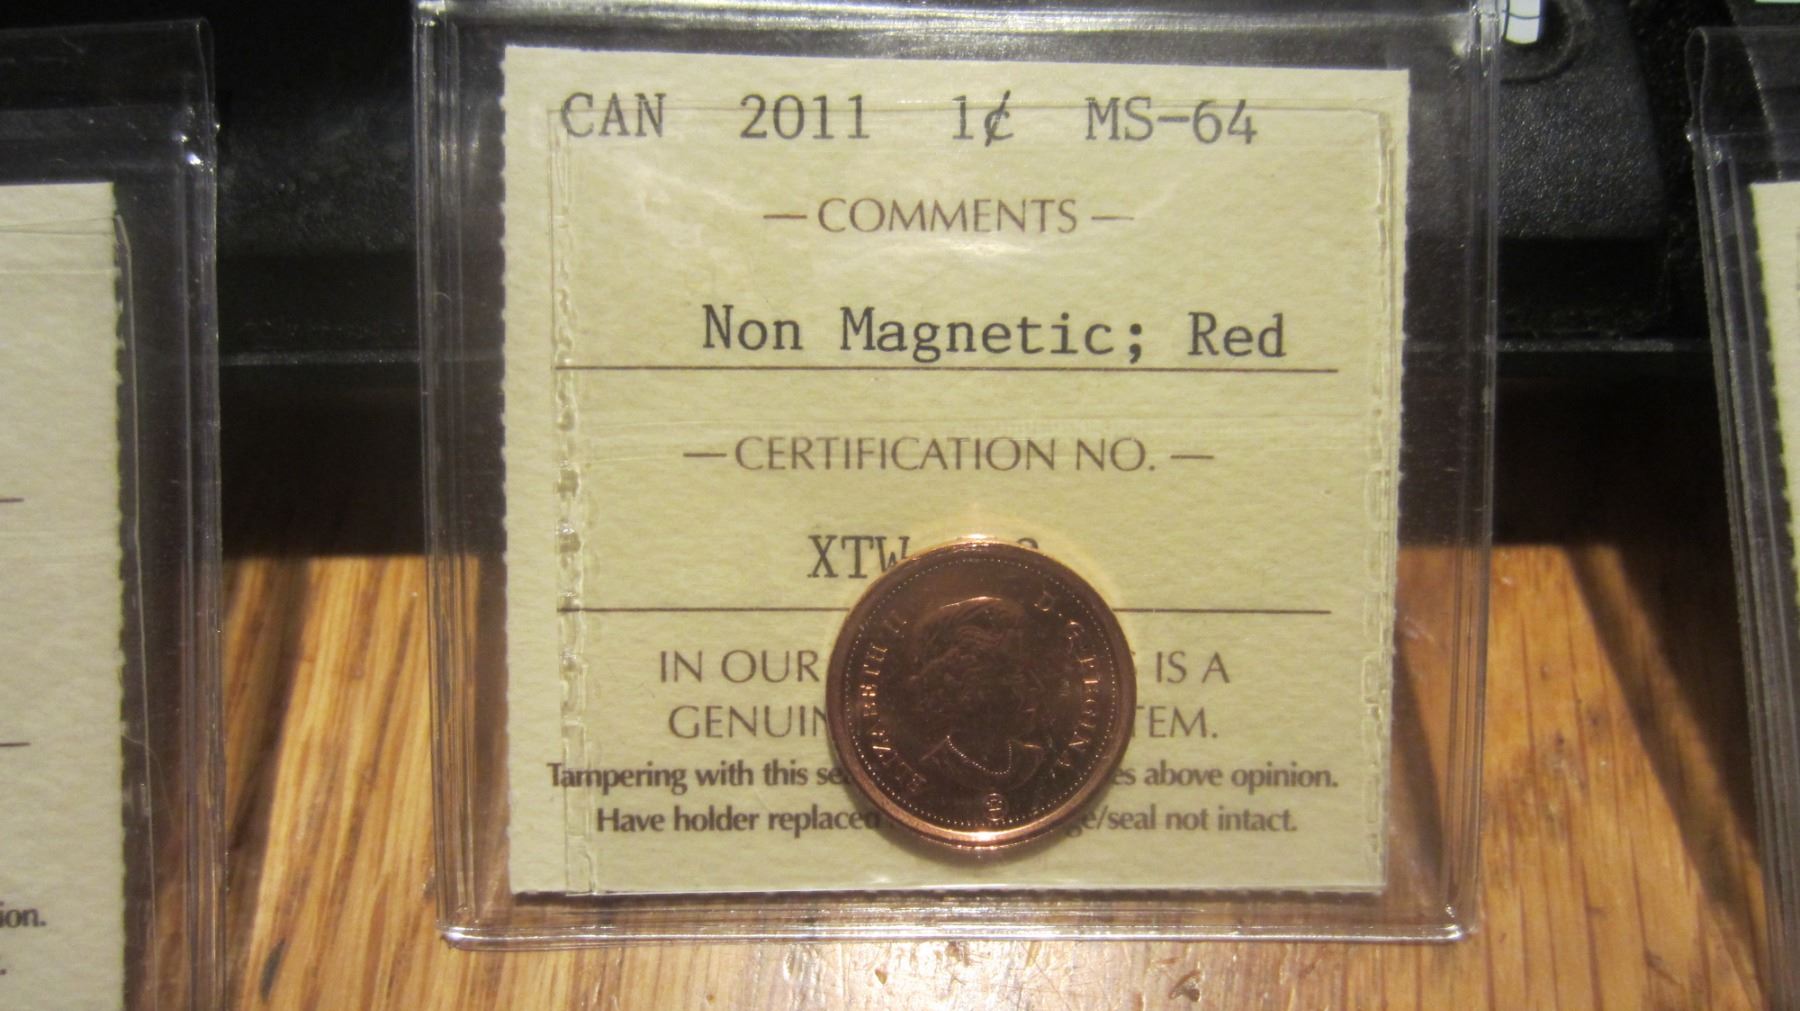 CAN 2011 1¢ MS-64
— COMMENTS —
Non Magnetic; Red
— CERTIFICATION NO. —
XTW
IN OUR IS A
GENUIN TEM.
Tampering with this se es above opinion.
Have holder replaced e/seal not intact.
ELIZABETH II D.G. REGINA
ion.